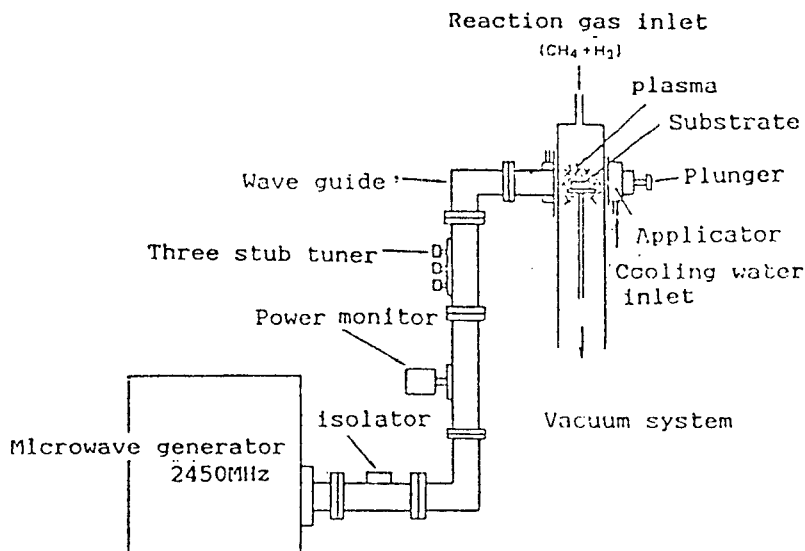 Reaction gas inlet
(CH4+H2)
plasma
Substrate
Wave guide
Plunger
Three stub tuner
Applicator
Cooling water
inlet
Power monitor
isolator
Vacuum system
Microwave generator
2450MHz